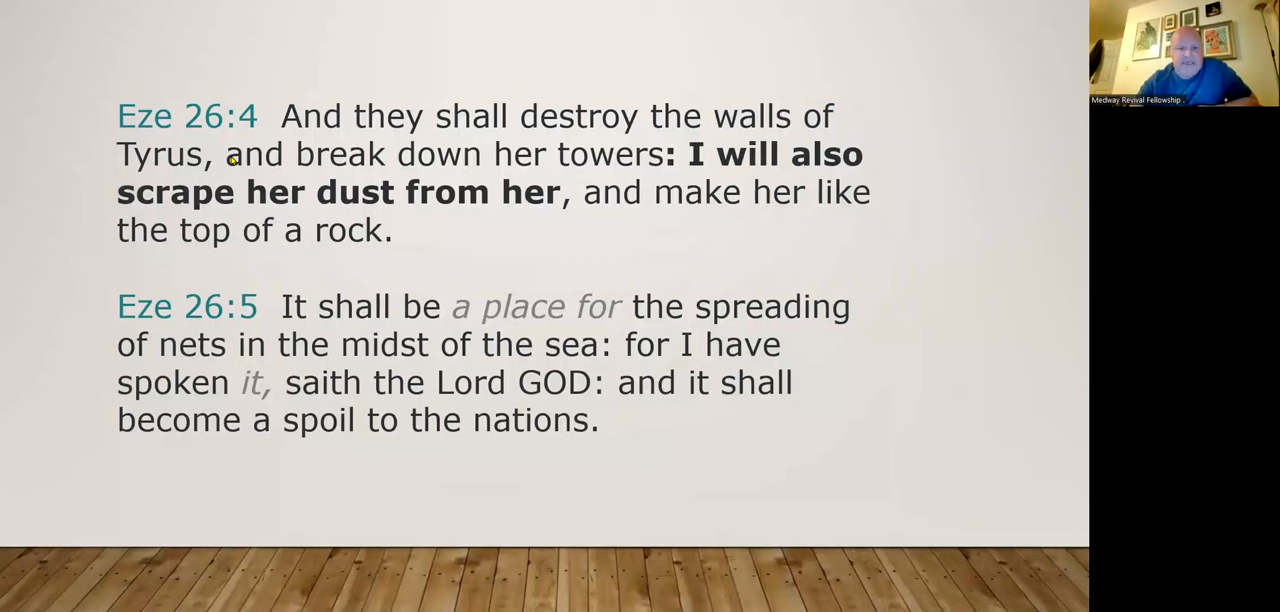 Eze 26:4 And they shall destroy the walls of
Tyrus, and break down her towers: I will also
scrape her dust from her, and make her like
the top of a rock.
Eze 26:5 It shall be a place for the spreading
of nets in the midst of the sea: for I have
spoken it, saith the Lord GOD: and it shall
become a spoil to the nations.
Medway Revival Fellowship .